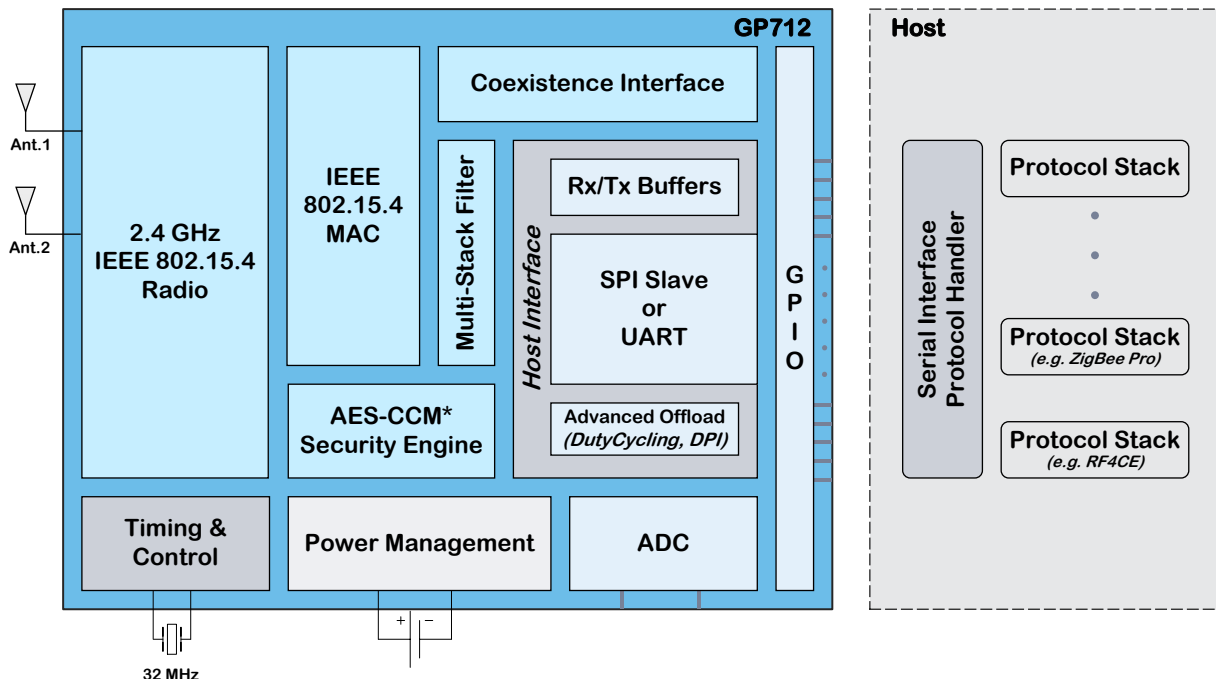 GP712
Host
Coexistence Interface
Ant.1
Ant.2
2.4 GHz
IEEE 802.15.4
Radio
IEEE
802.15.4
MAC
Multi-Stack Filter
Host Interface
Rx/Tx Buffers
SPI Slave
or
UART
Advanced Offload
(DutyCycling, DPI)
GPIO
AES-CCM*
Security Engine
Timing &
Control
Power Management
ADC
+ −
32 MHz
Serial Interface
Protocol Handler
Protocol Stack
Protocol Stack
(e.g. ZigBee Pro)
Protocol Stack
(e.g. RF4CE)